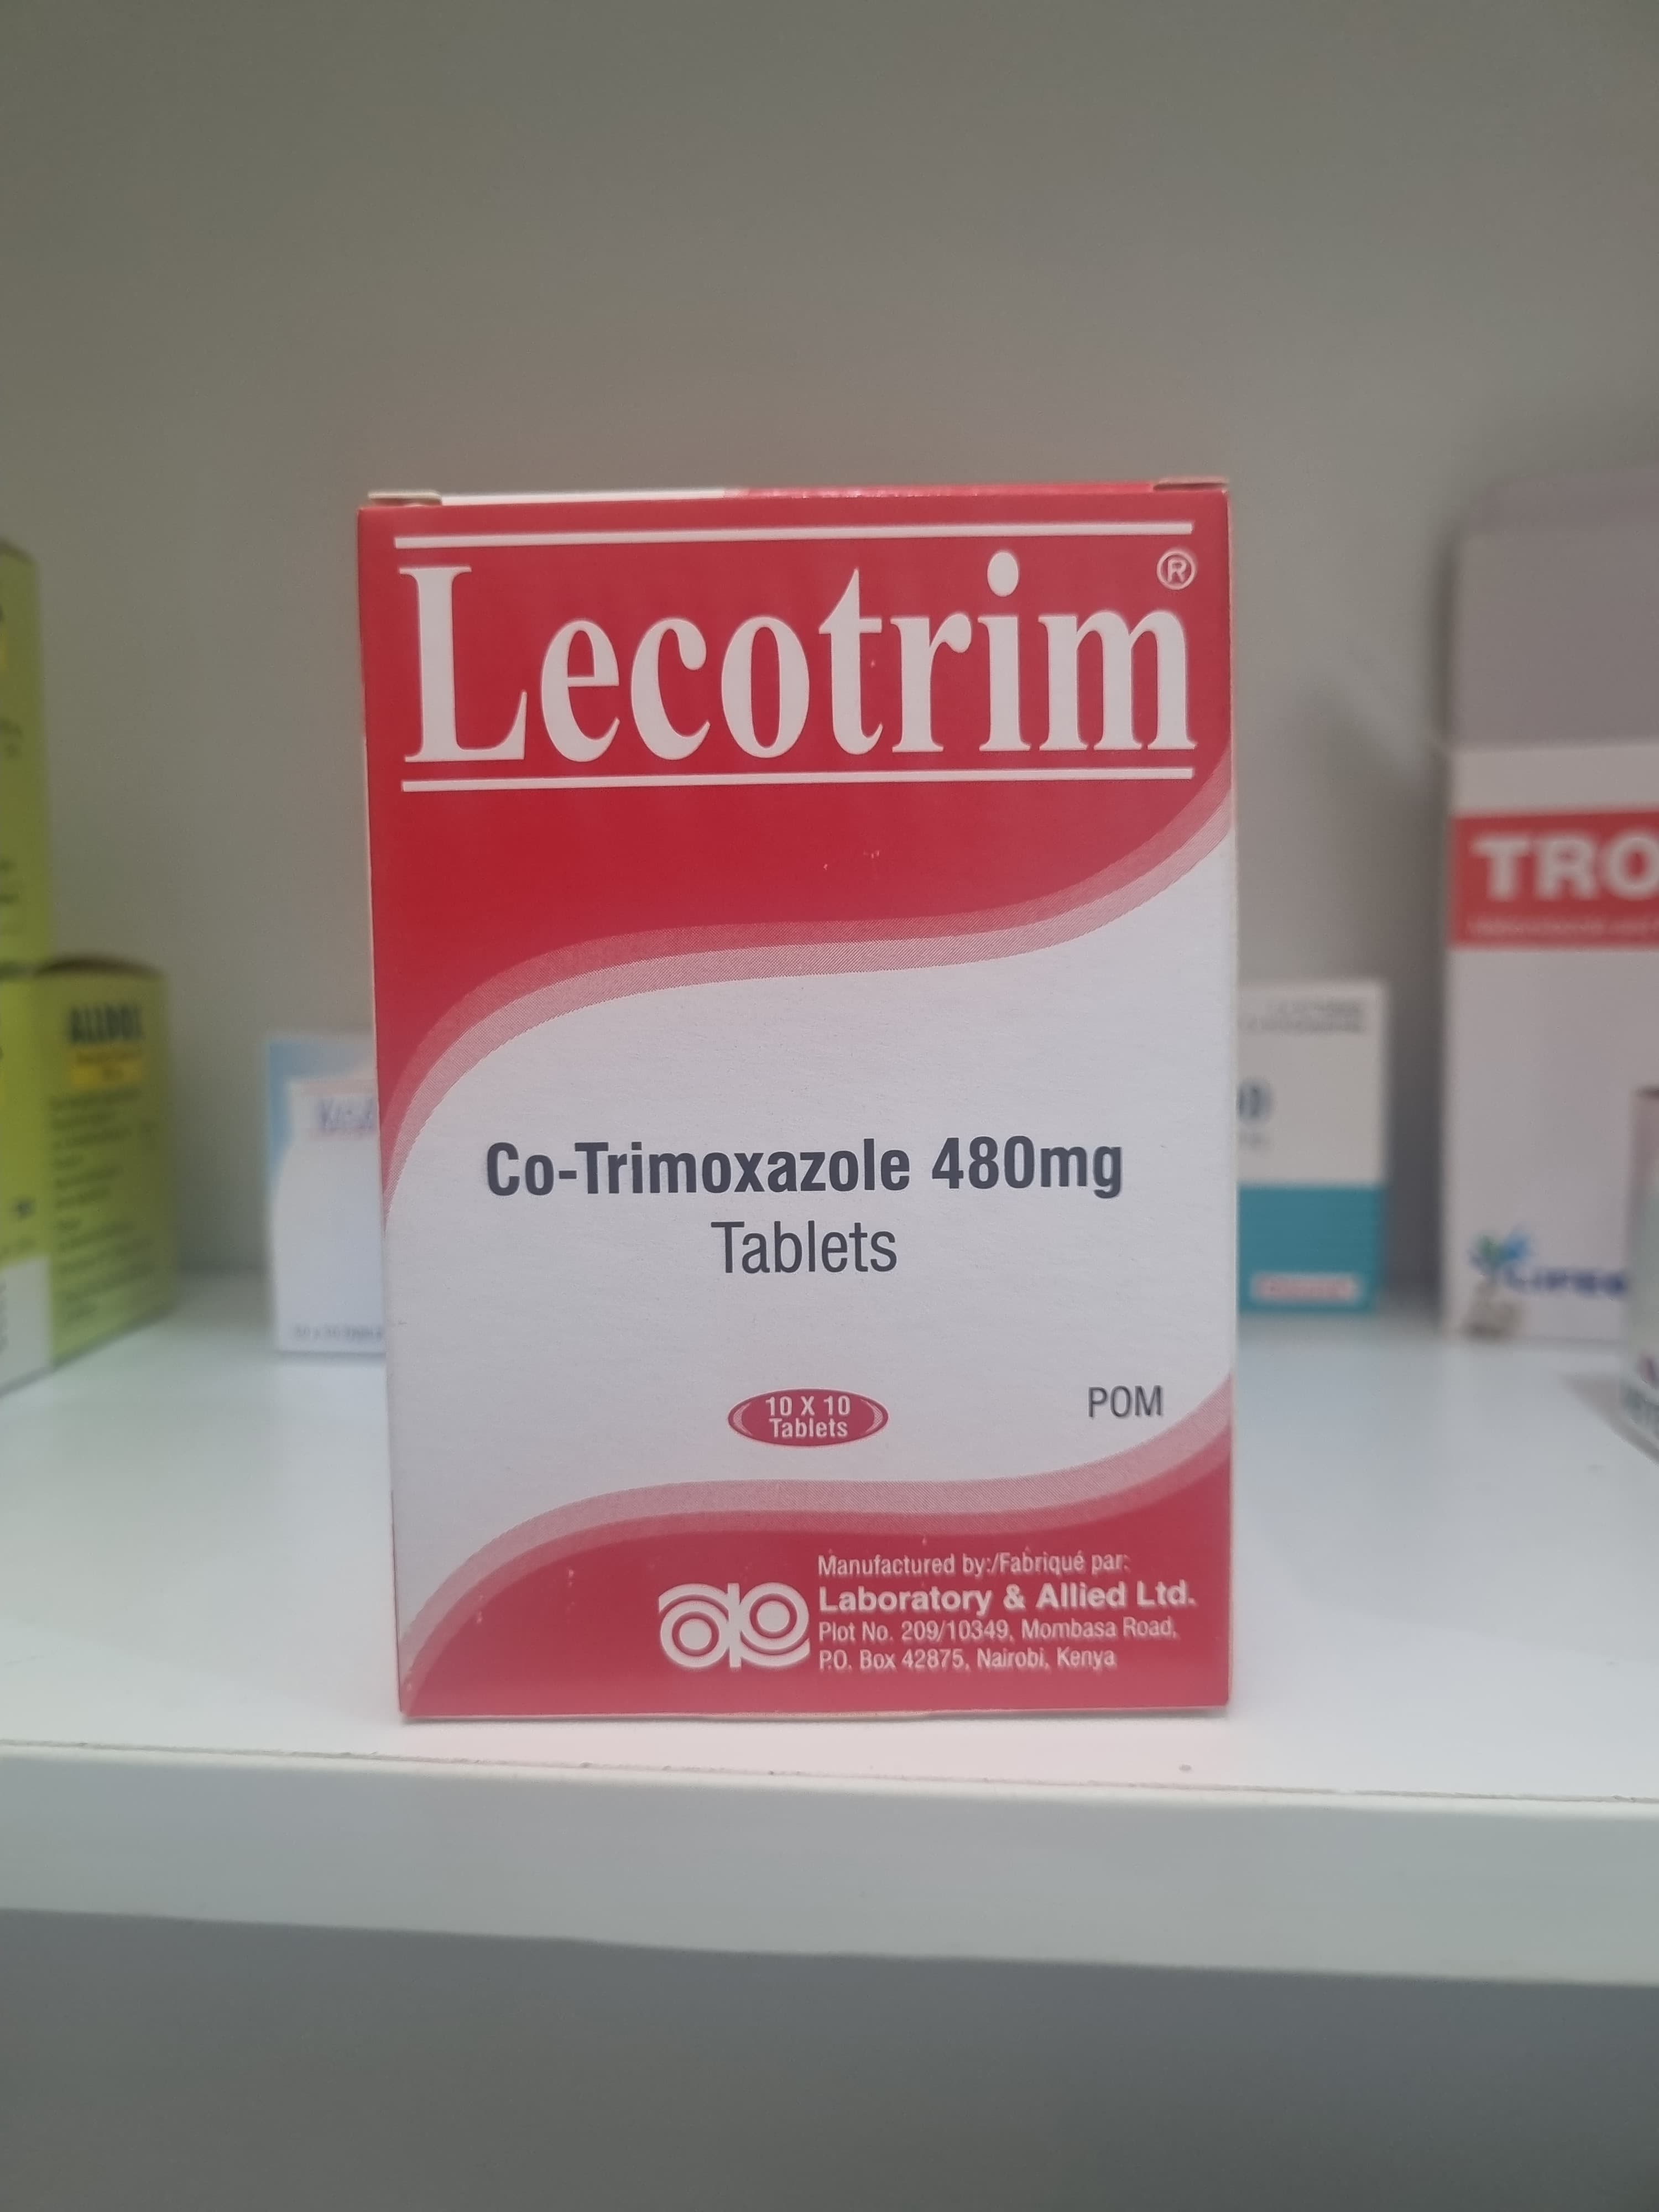 Lecotrim®
Co-Trimoxazole 480mg
Tablets
10 X 10
Tablets
POM
Manufactured by:/Fabriqué par:
Laboratory & Allied Ltd.
Plot No. 209/10349, Mombasa Road,
P.O. Box 42875, Nairobi, Kenya
TRO